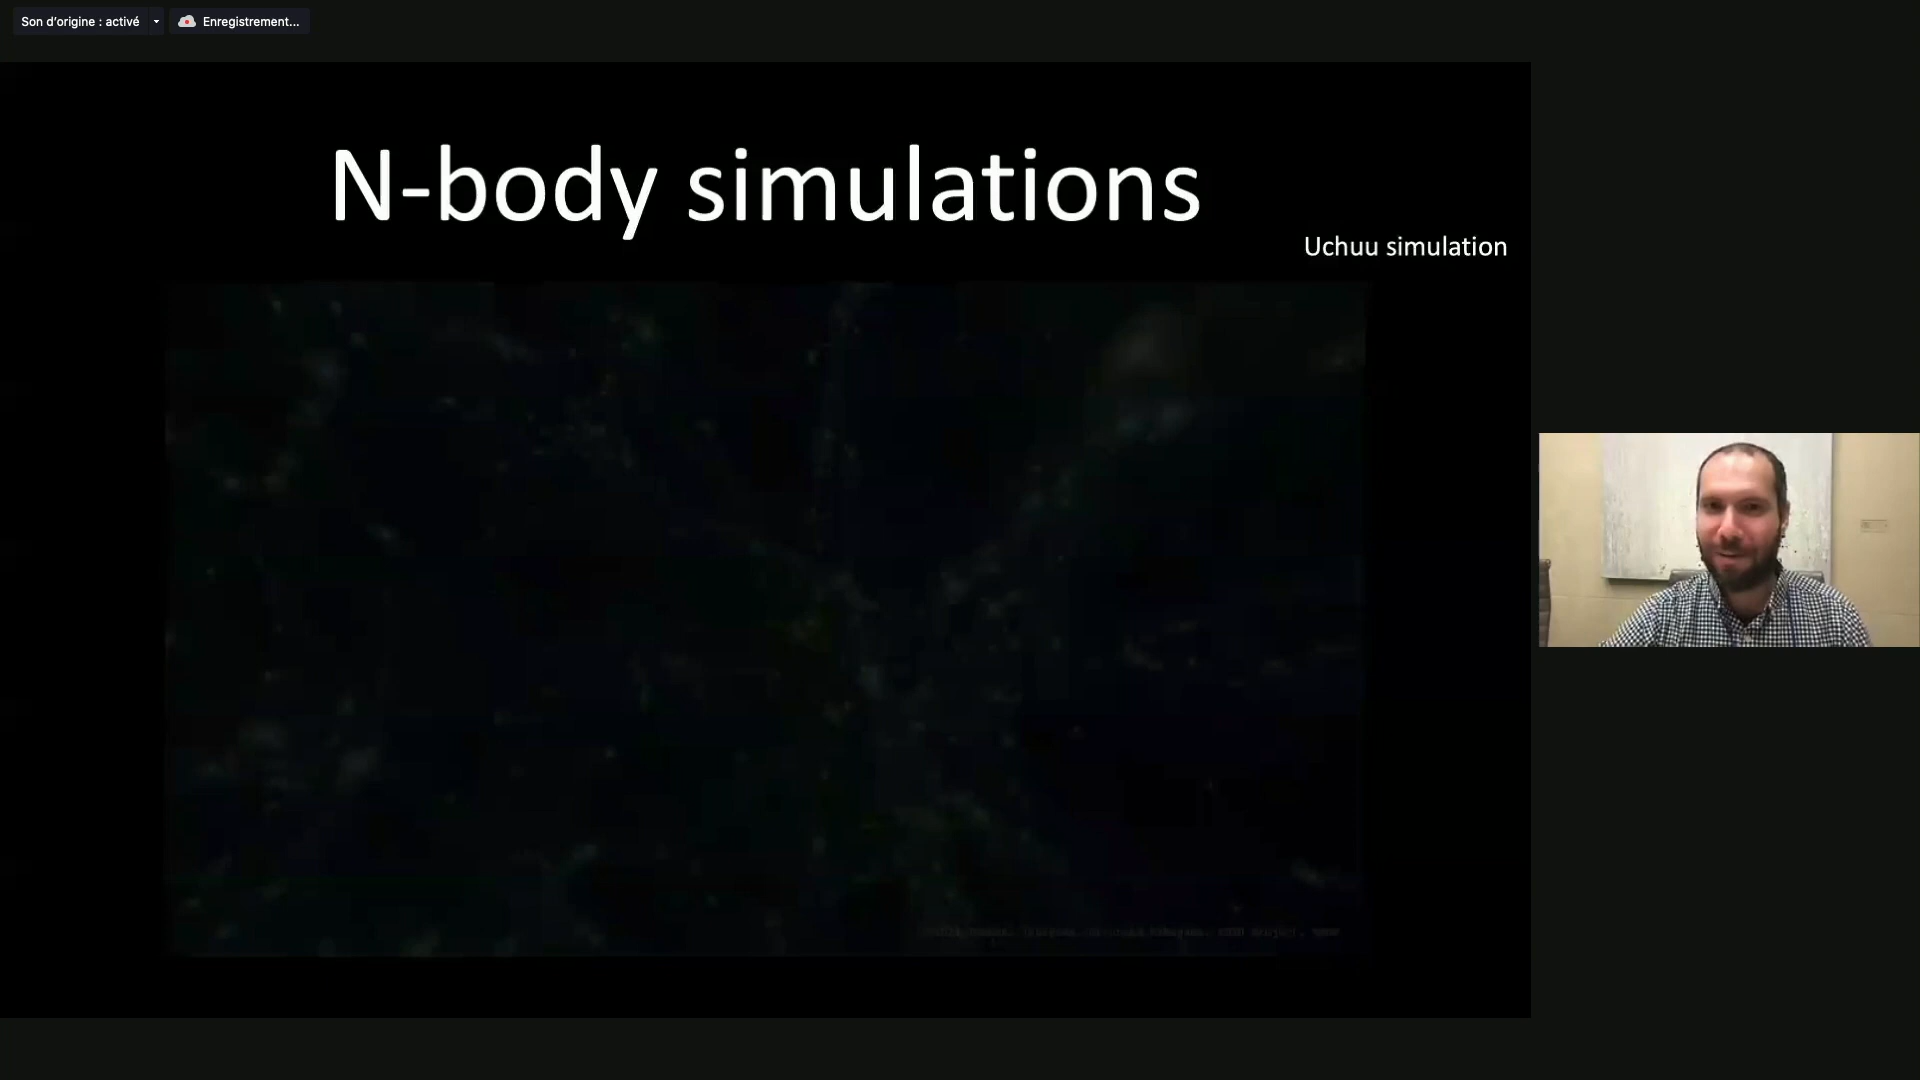 Son d'origine : activé
Enregistrement...
N-body simulations
Uchuu simulation